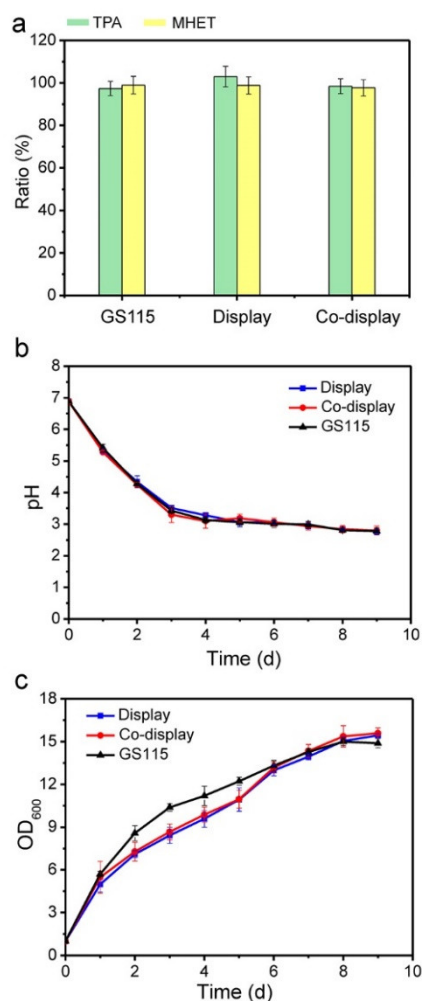 a
TPA MHET
120
100
80
60
40
20
0
Ratio (%)
GS115 Display Co-display
b
8
7
6
5
4
3
2
1
0
pH
Display
Co-display
GS115
0 2 4 6 8 10
Time (d)
c
18
15
12
9
6
3
0
OD600
Display
Co-display
GS115
0 2 4 6 8 10
Time (d)